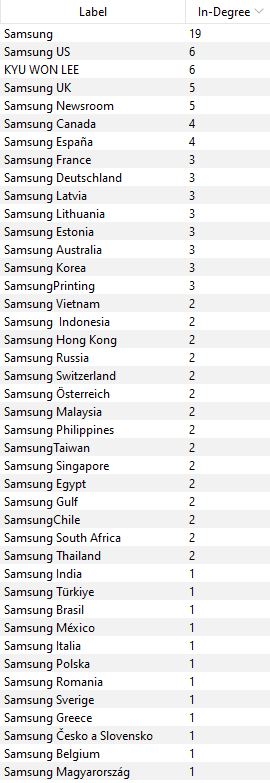 Label In-Degree
Samsung 19
Samsung US 6
KYU WON LEE 6
Samsung UK 5
Samsung Newsroom 5
Samsung Canada 4
Samsung España 4
Samsung France 3
Samsung Deutschland 3
Samsung Latvia 3
Samsung Lithuania 3
Samsung Estonia 3
Samsung Australia 3
Samsung Korea 3
SamsungPrinting 3
Samsung Vietnam 2
Samsung  Indonesia 2
Samsung Hong Kong 2
Samsung Russia 2
Samsung Switzerland 2
Samsung Österreich 2
Samsung Malaysia 2
Samsung Philippines 2
SamsungTaiwan 2
Samsung Singapore 2
Samsung Egypt 2
Samsung Gulf 2
SamsungChile 2
Samsung South Africa 2
Samsung Thailand 2
Samsung India 1
Samsung Türkiye 1
Samsung Brasil 1
Samsung México 1
Samsung Italia 1
Samsung Polska 1
Samsung Romania 1
Samsung Sverige 1
Samsung Greece 1
Samsung Česko a Slovensko 1
Samsung Belgium 1
Samsung Magyarország 1